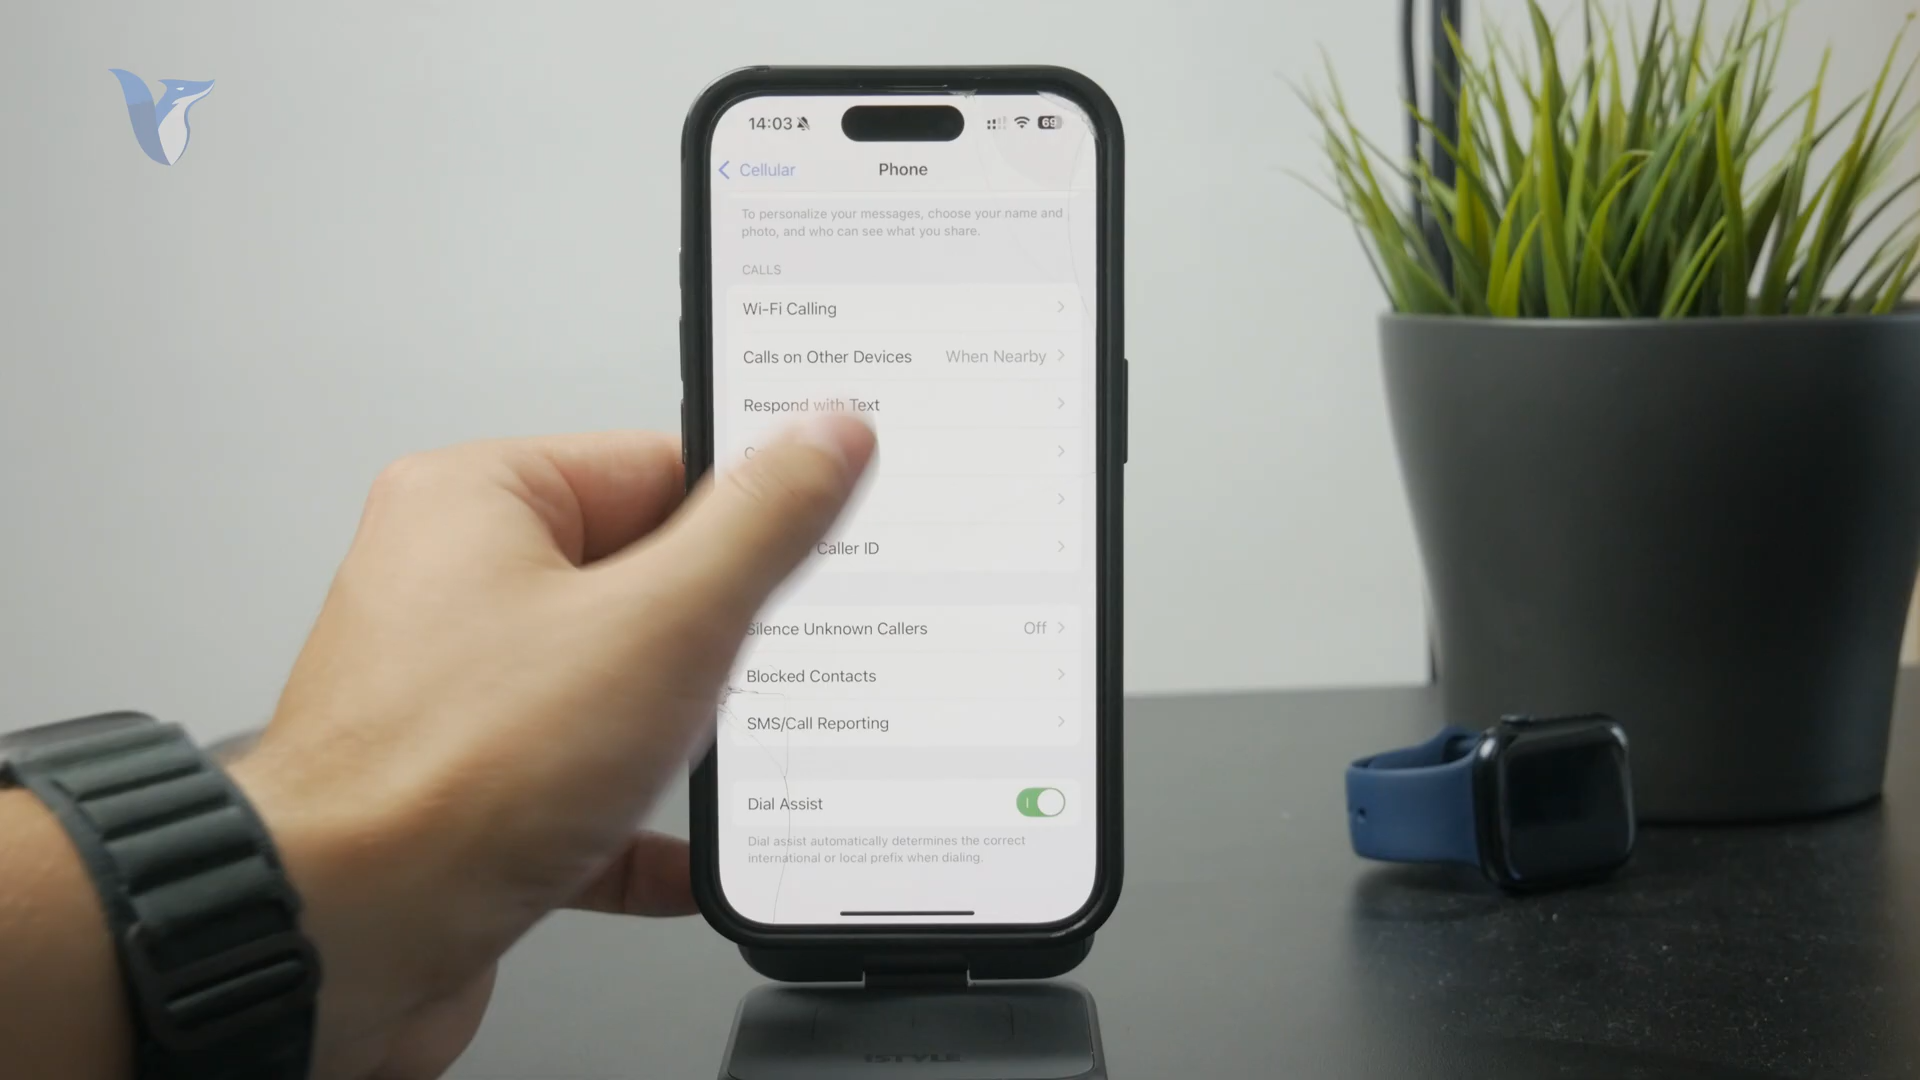 14:03
69
Cellular
Phone
To personalize your messages, choose your name and
photo, and who can see what you share.
CALLS
Wi-Fi Calling
Calls on Other Devices When Nearby
Respond with Text
Caller ID
Silence Unknown Callers Off
Blocked Contacts
SMS/Call Reporting
Dial Assist
Dial assist automatically determines the correct
international or local prefix when dialing.
iSTYLE